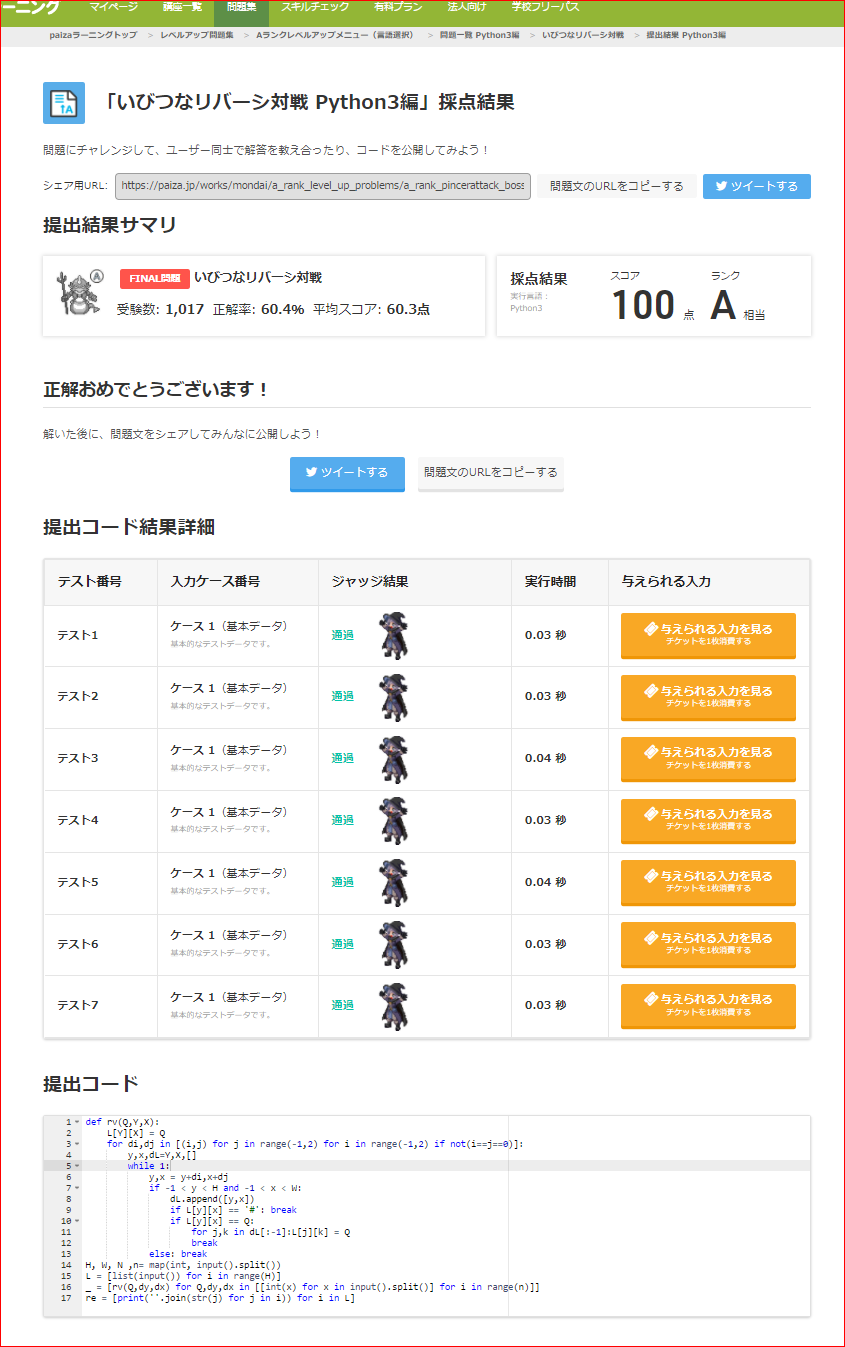 ーニング マイページ 講座一覧 問題集 スキルチェック 有料プラン 法人向け 学校フリーパス
paizaラーニングトップ > レベルアップ問題集 > Aランクレベルアップメニュー（言語選択） > 問題一覧 Python3編 > いびつなリバーシ対戦 > 提出結果 Python3編
「いびつなリバーシ対戦 Python3編」採点結果
問題にチャレンジして、ユーザー同士で解答を教え合ったり、コードを公開してみよう！
シェア用URL: https://paiza.jp/works/mondai/a_rank_level_up_problems/a_rank_pincerattack_boss 問題文のURLをコピーする ツイートする
提出結果サマリ
A FINAL問題 いびつなリバーシ対戦
受験数: 1,017 正解率: 60.4% 平均スコア: 60.3点
採点結果 スコア ランク
実行言語：
Python3
100 点 A 相当
正解おめでとうございます！
解いた後に、問題文をシェアしてみんなに公開しよう！
ツイートする 問題文のURLをコピーする
提出コード結果詳細
テスト番号 入力ケース番号 ジャッジ結果 実行時間 与えられる入力
テスト1 ケース 1（基本データ） 通過 0.03 秒 与えられる入力を見る
基本的なテストデータです。 チケットを1枚消費する
テスト2 ケース 1（基本データ） 通過 0.03 秒 与えられる入力を見る
基本的なテストデータです。 チケットを1枚消費する
テスト3 ケース 1（基本データ） 通過 0.04 秒 与えられる入力を見る
基本的なテストデータです。 チケットを1枚消費する
テスト4 ケース 1（基本データ） 通過 0.03 秒 与えられる入力を見る
基本的なテストデータです。 チケットを1枚消費する
テスト5 ケース 1（基本データ） 通過 0.04 秒 与えられる入力を見る
基本的なテストデータです。 チケットを1枚消費する
テスト6 ケース 1（基本データ） 通過 0.03 秒 与えられる入力を見る
基本的なテストデータです。 チケットを1枚消費する
テスト7 ケース 1（基本データ） 通過 0.03 秒 与えられる入力を見る
基本的なテストデータです。 チケットを1枚消費する
提出コード
1 def rv(Q,Y,X):
2     L[Y][X] = Q
3     for di,dj in [(i,j) for j in range(-1,2) for i in range(-1,2) if not(i==j==0)]:
4         y,x,dL=Y,X,[]
5         while 1:
6             y,x = y+di,x+dj
7             if -1 < y < H and -1 < x < W:
8                 dL.append([y,x])
9                 if L[y][x] == '#': break
10                 if L[y][x] == Q:
11                     for j,k in dL[:-1]:L[j][k] = Q
12                     break
13             else: break
14 H, W, N ,n= map(int, input().split())
15 L = [list(input()) for i in range(H)]
16 _ = [rv(Q,dy,dx) for Q,dy,dx in [[int(x) for x in input().split()] for i in range(n)]]
17 re = [print(''.join(str(j) for j in i)) for i in L]